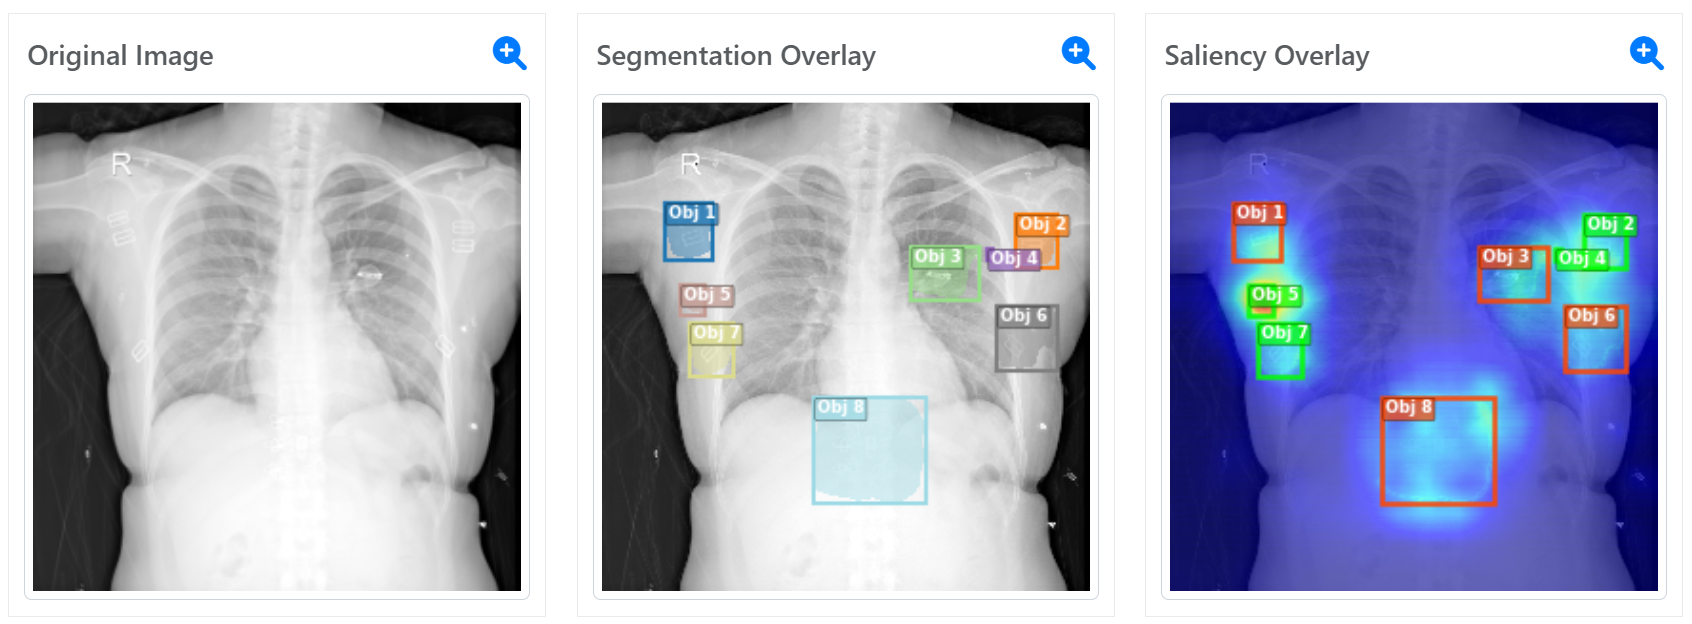 Original Image
Segmentation Overlay
Saliency Overlay
R
R
Obj 1
Obj 2
Obj 3
Obj 4
Obj 5
Obj 6
Obj 7
Obj 8
R
Obj 1
Obj 2
Obj 3
Obj 4
Obj 5
Obj 6
Obj 7
Obj 8